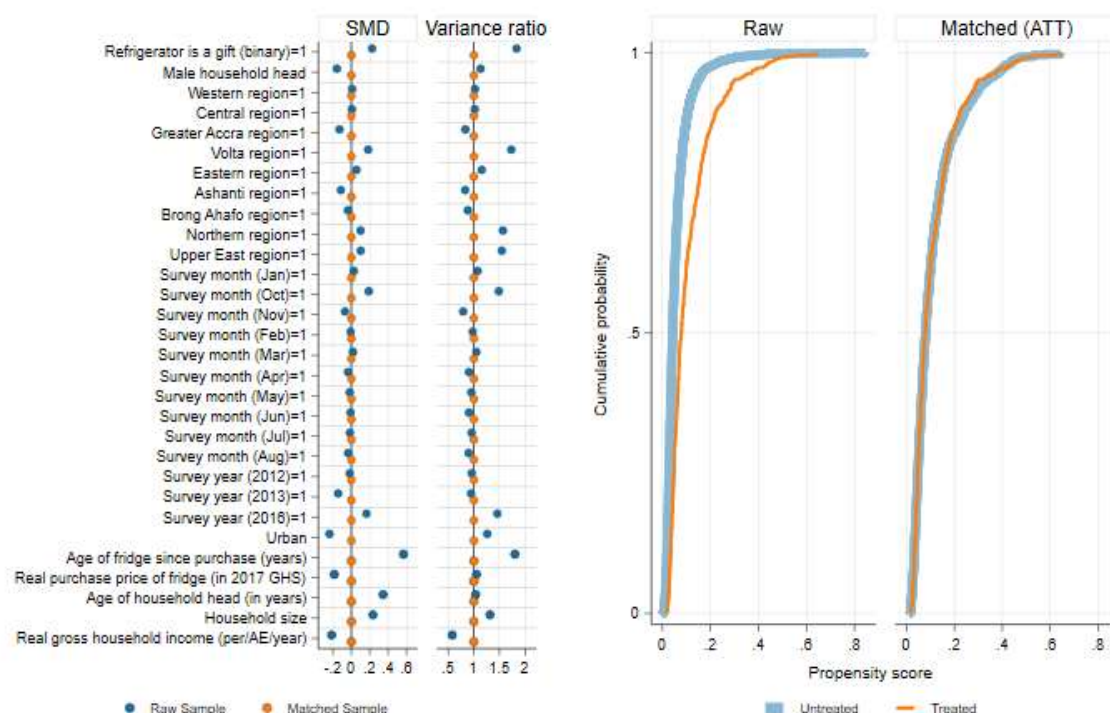 SMD
Variance ratio
Refrigerator is a gift (binary)=1
Male household head
Western region=1
Central region=1
Greater Accra region=1
Volta region=1
Eastern region=1
Ashanti region=1
Brong Ahafo region=1
Northern region=1
Upper East region=1
Survey month (Jan)=1
Survey month (Oct)=1
Survey month (Nov)=1
Survey month (Feb)=1
Survey month (Mar)=1
Survey month (Apr)=1
Survey month (May)=1
Survey month (Jun)=1
Survey month (Jul)=1
Survey month (Aug)=1
Survey year (2012)=1
Survey year (2013)=1
Survey year (2016)=1
Urban
Age of fridge since purchase (years)
Real purchase price of fridge (in 2017 GHS)
Age of household head (in years)
Household size
Real gross household income (per/AE/year)
-.2 0 .2 .4 .6
.5 1 1.5 2
Raw Sample
Matched Sample
Raw
Matched (ATT)
Cumulative probability
1
.5
0
0 .2 .4 .6 .8
0 .2 .4 .6 .8
Propensity score
Untreated
Treated